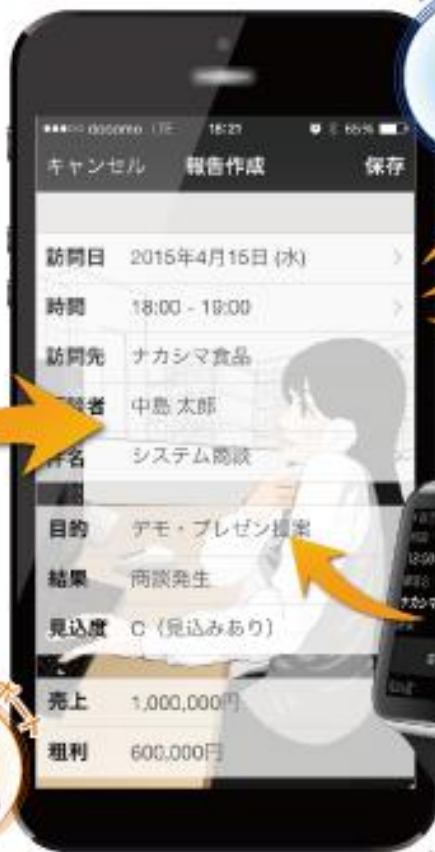 docomo LTE 18:21 65%
キャンセル 報告作成 保存
訪問日 2015年4月15日 (水)
時間 18:00 - 19:00
訪問先 ナカシマ食品
者 中島 太郎
件名 システム商談
目的 デモ・プレゼン提案
結果 商談発生
見込度 C（見込みあり）
売上 1,000,000円
粗利 600,000円